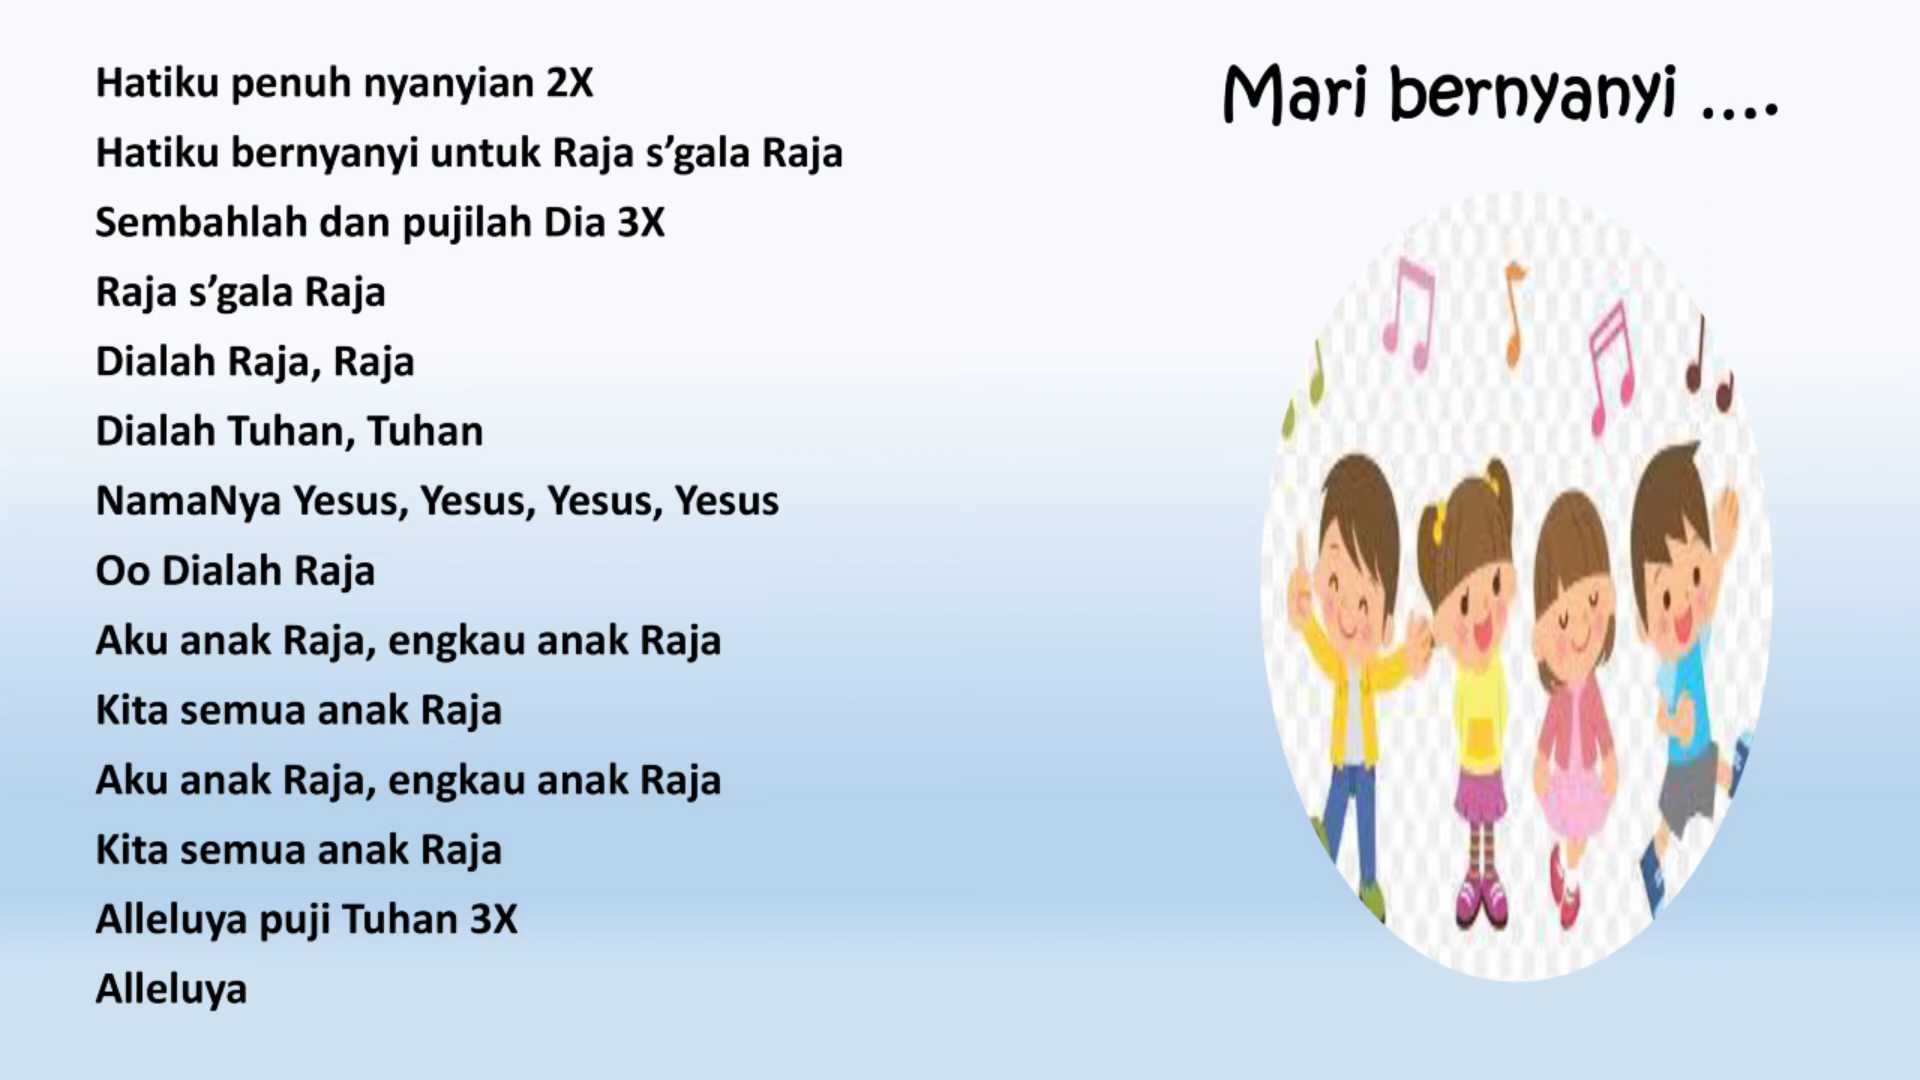 Mari bernyanyi ....
Hatiku penuh nyanyian 2X
Hatiku bernyanyi untuk Raja s’gala Raja
Sembahlah dan pujilah Dia 3X
Raja s’gala Raja
Dialah Raja, Raja
Dialah Tuhan, Tuhan
NamaNya Yesus, Yesus, Yesus, Yesus
Oo Dialah Raja
Aku anak Raja, engkau anak Raja
Kita semua anak Raja
Aku anak Raja, engkau anak Raja
Kita semua anak Raja
Alleluya puji Tuhan 3X
Alleluya